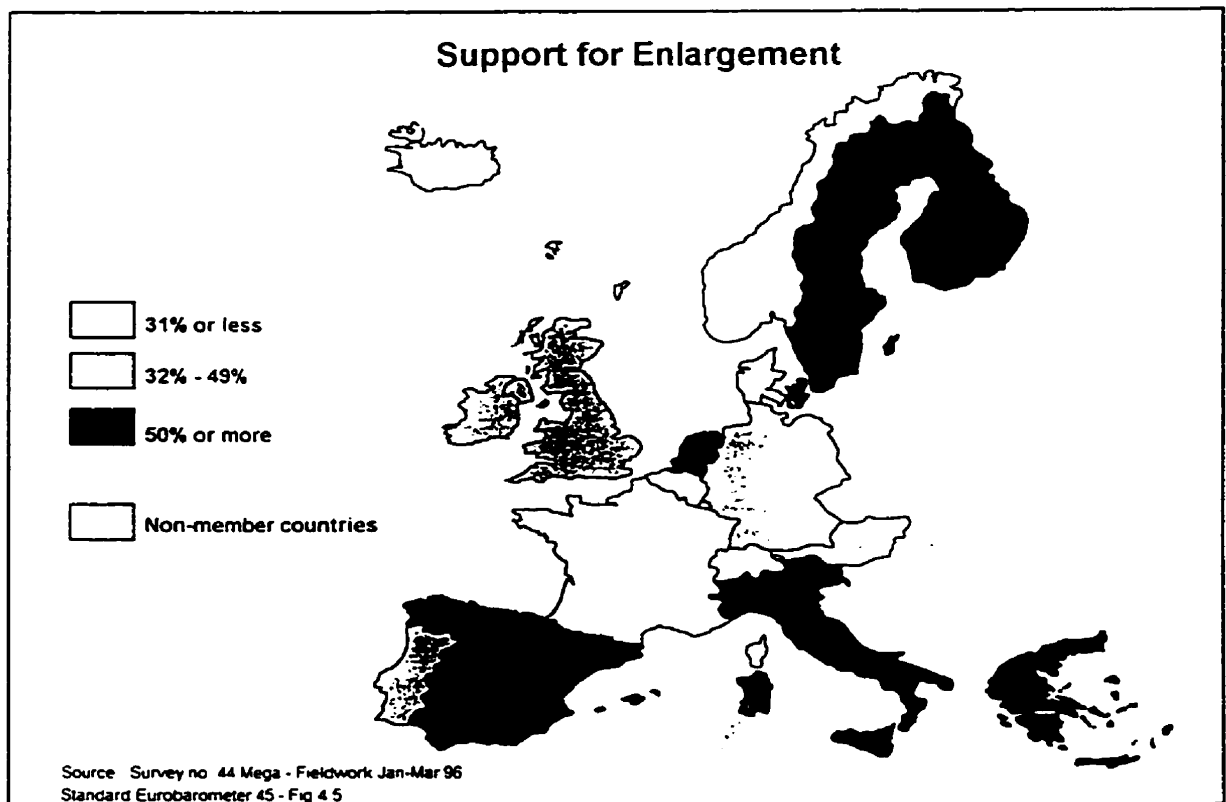 Support for Enlargement
31% or less
32% - 49%
50% or more
Non-member countries
Source Survey no 44 Mega - Fieldwork Jan-Mar 96
Standard Eurobarometer 45 - Fig 4 5